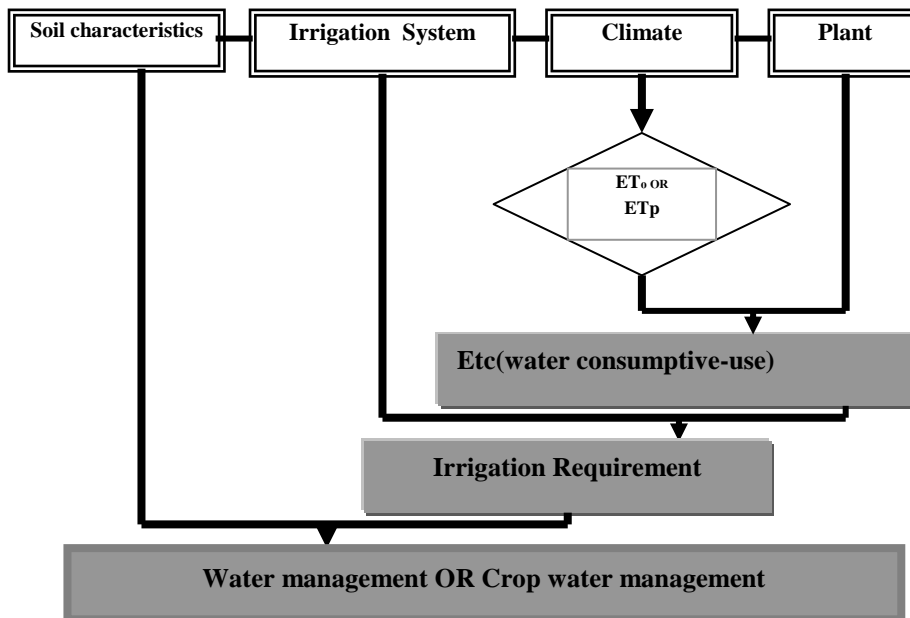 Soil characteristics
Irrigation System
Climate
Plant
ETo OR
ETp
Etc(water consumptive-use)
Irrigation Requirement
Water management OR Crop water management